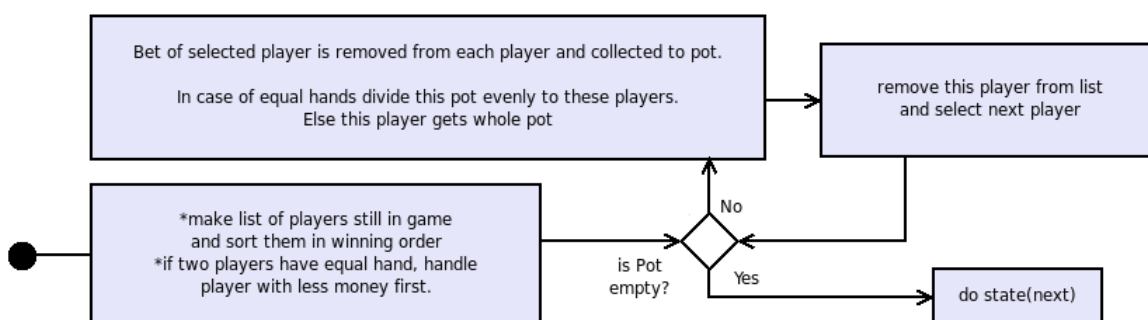 Bet of selected player is removed from each player and collected to pot.
In case of equal hands divide this pot evenly to these players.
Else this player gets whole pot
remove this player from list
and select next player
*make list of players still in game
and sort them in winning order
*if two players have equal hand, handle
player with less money first.
No
is Pot
empty?
Yes
do state(next)